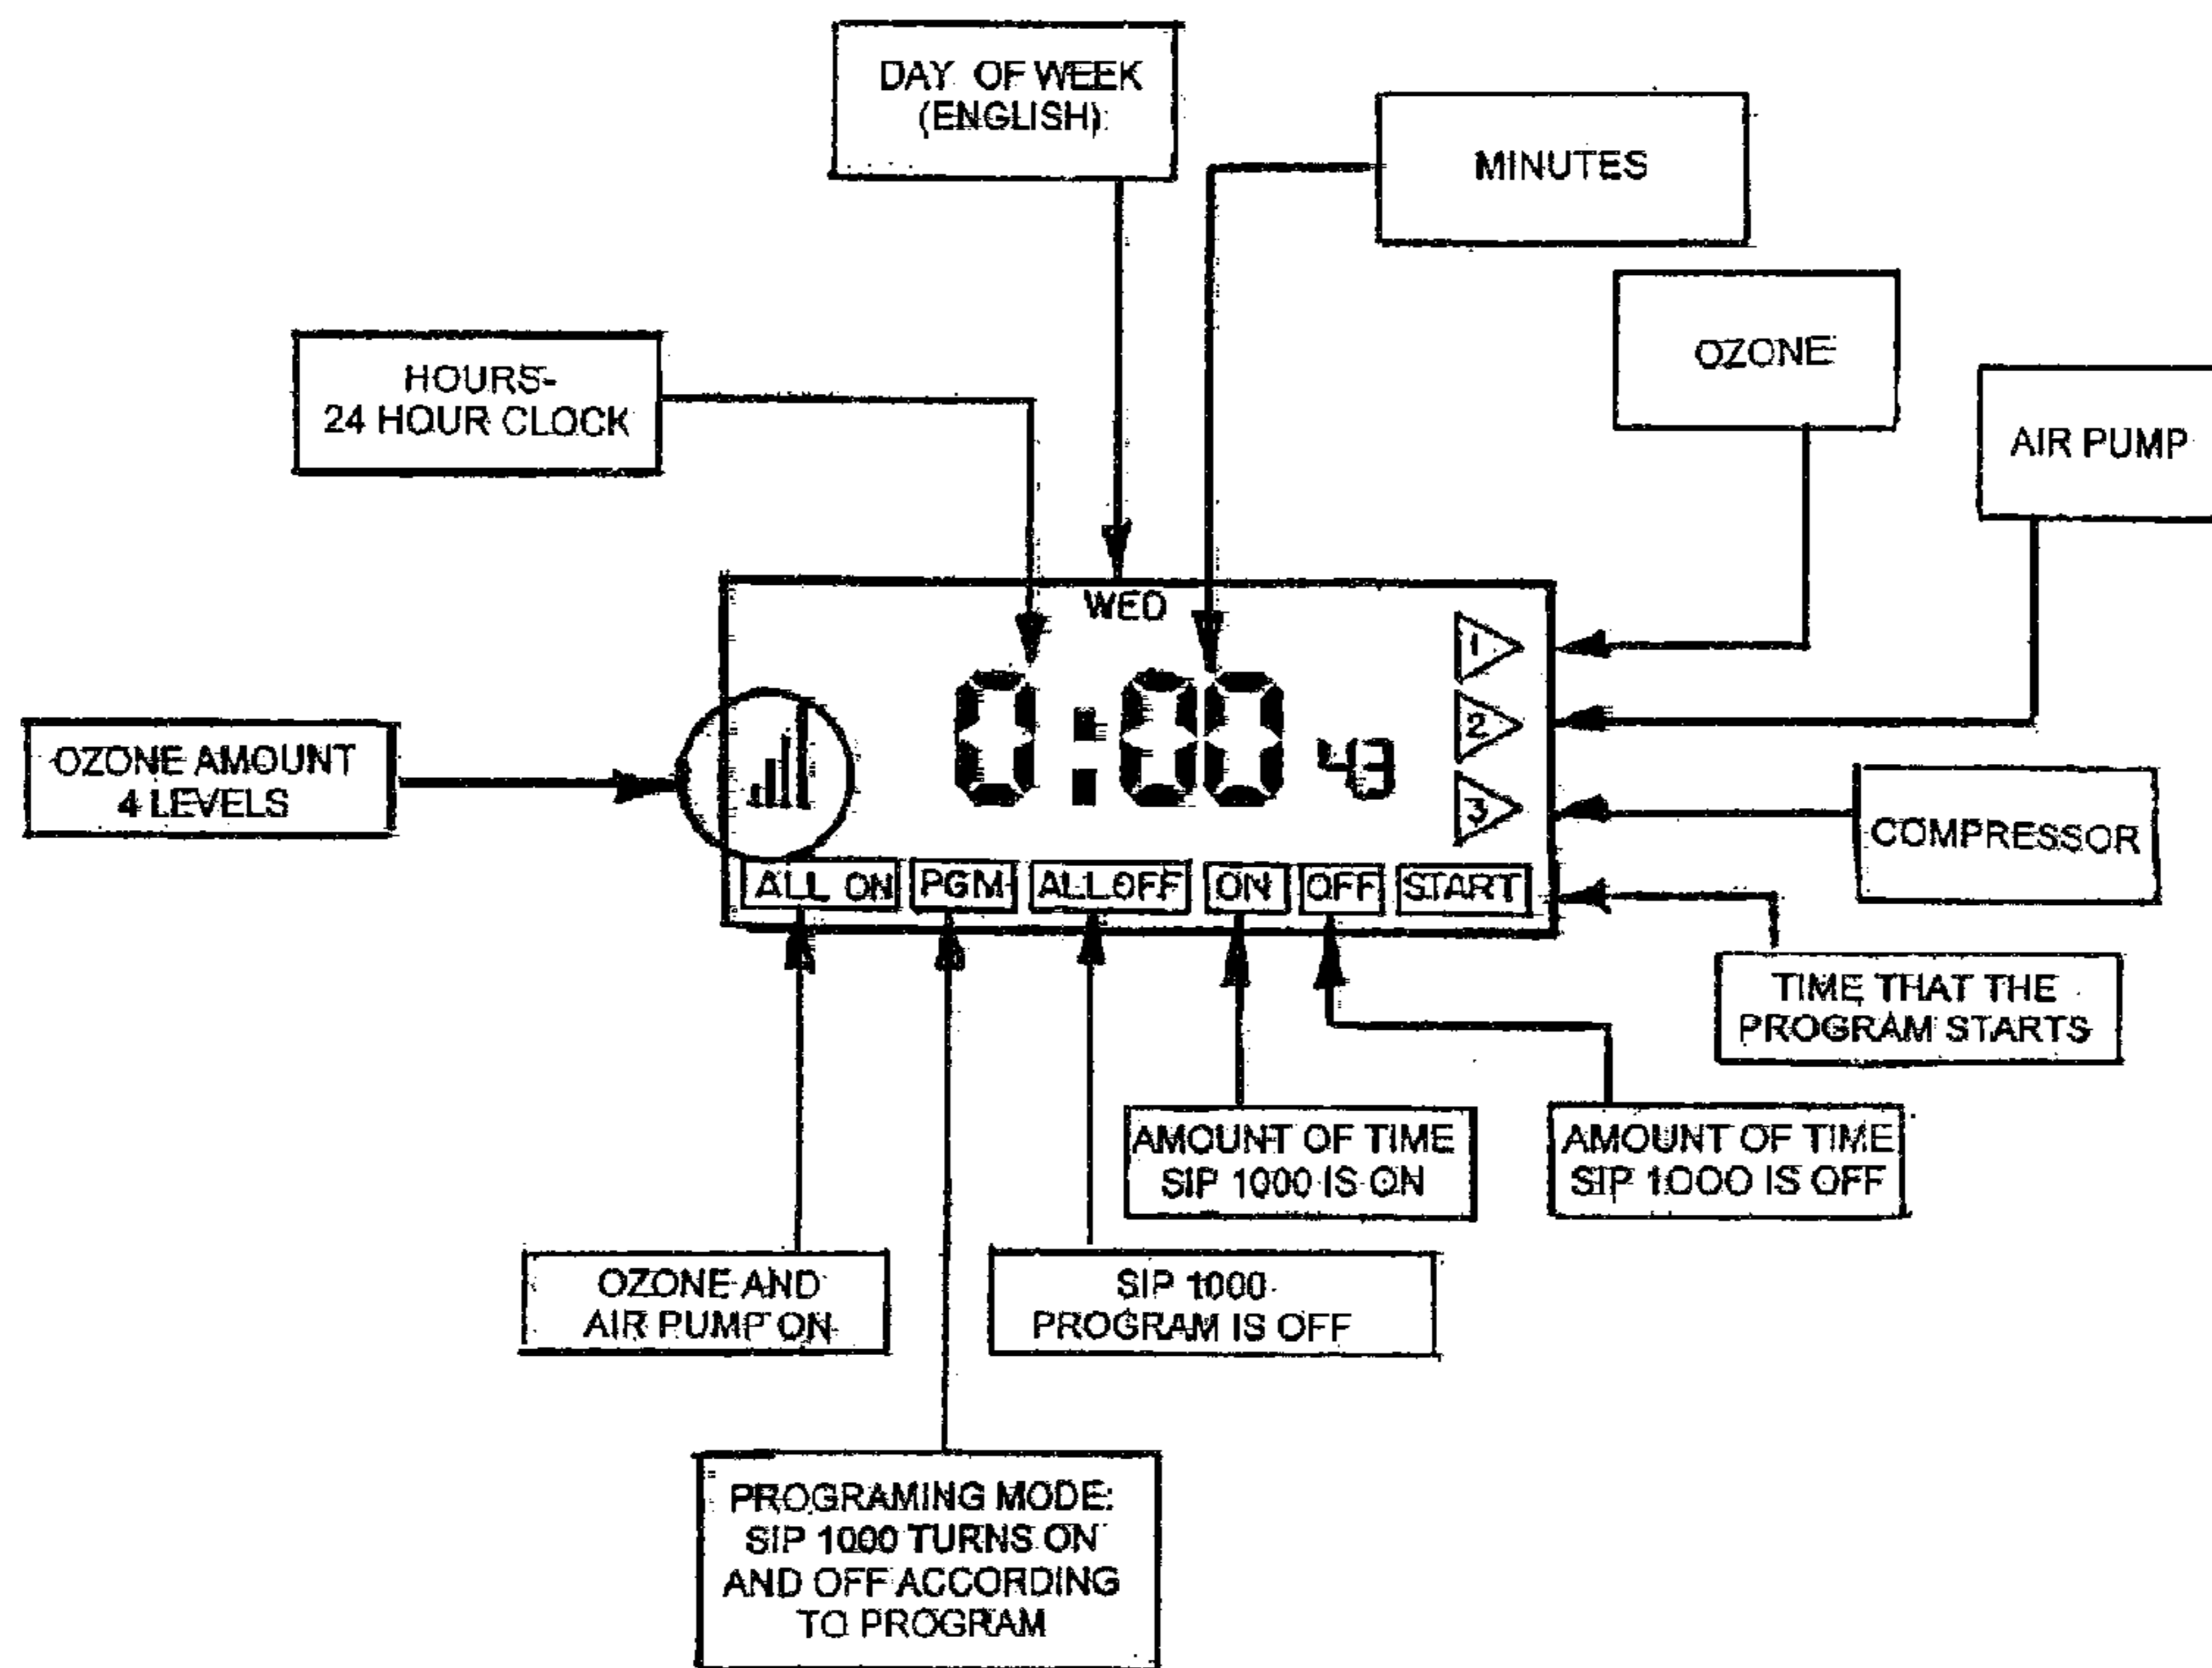 DAY OF WEEK
(ENGLISH)
MINUTES
OZONE
HOURS-
24 HOUR CLOCK
AIR PUMP
WED
1
0:00 43
2
OZONE AMOUNT
4 LEVELS
3
COMPRESSOR
ALL ON PGM ALL OFF ON OFF START
TIME THAT THE
PROGRAM STARTS
AMOUNT OF TIME
SIP 1000 IS ON
AMOUNT OF TIME
SIP 1000 IS OFF
OZONE AND
AIR PUMP ON
SIP 1000
PROGRAM IS OFF
PROGRAMING MODE:
SIP 1000 TURNS ON
AND OFF ACCORDING
TO PROGRAM